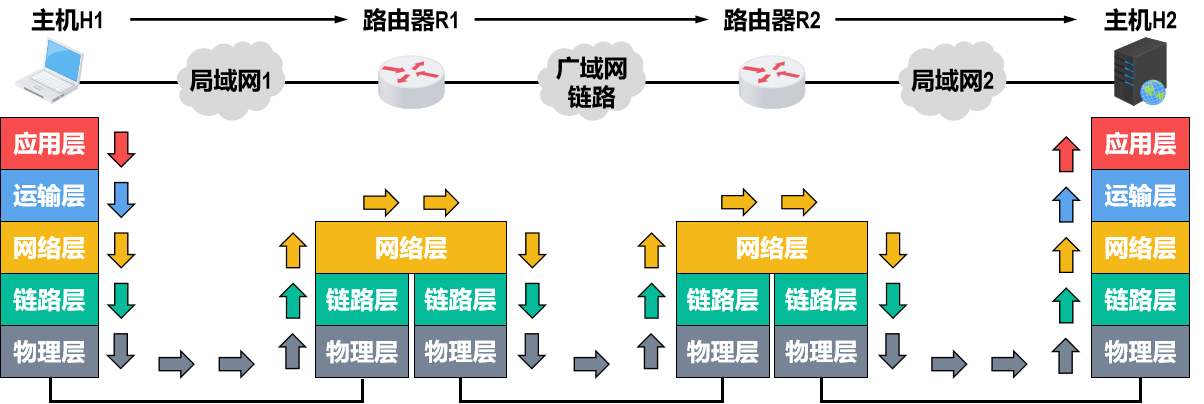 主机H1
路由器R1
路由器R2
主机H2
局域网1
广域网
链路
局域网2
应用层
运输层
网络层
链路层
物理层
网络层
链路层
链路层
物理层
物理层
网络层
链路层
链路层
物理层
物理层
应用层
运输层
网络层
链路层
物理层